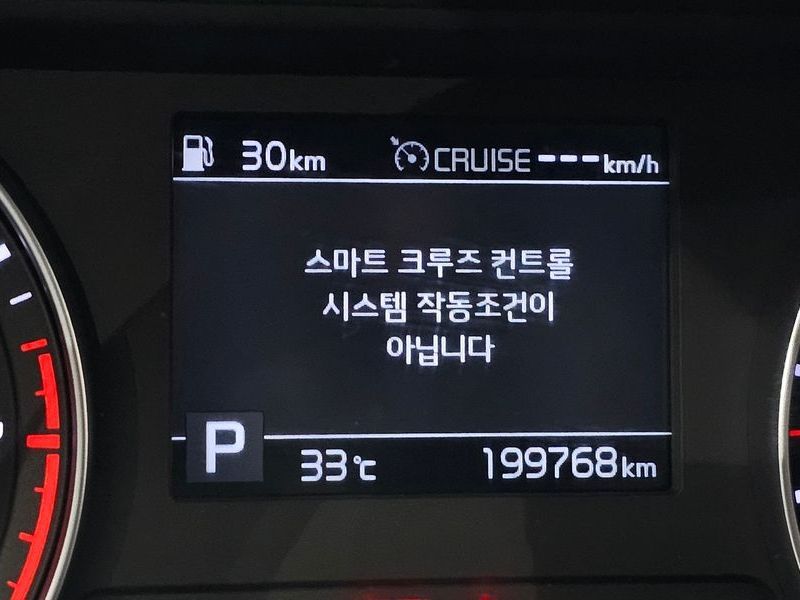 30km CRUISE ---km/h
스마트 크루즈 컨트롤
시스템 작동조건이
아닙니다
P 33℃ 199768km